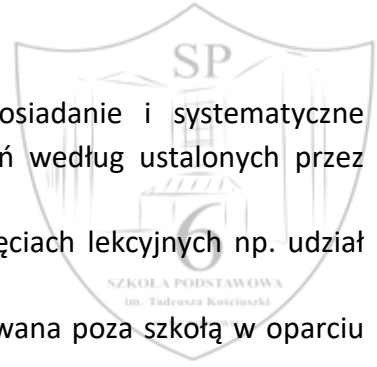 SP
osiadanie i systematyczne
ń według ustalonych przez
ęciach lekcyjnych np. udział
6
SZKOŁA PODSTAWOWA
im. Tadeusza Kościuszki
wana poza szkołą w oparciu